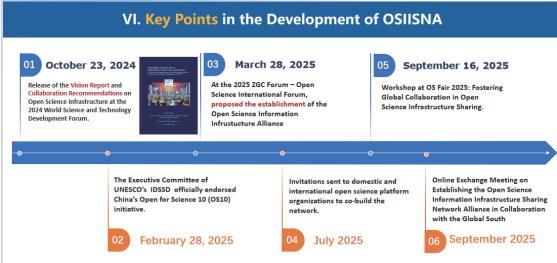 VI. Key Points in the Development of OSIISNA
01 October 23, 2024
Release of the Vision Report and
Collaboration Recommendations on
Open Science Infrastructure at the
2024 World Science and Technology
Development Forum.
03 March 28, 2025
At the 2025 ZGC Forum – Open
Science International Forum,
proposed the establishment of the
Open Science Information
Infrustucture Alliance
05 September 16, 2025
Workshop at OS Fair 2025: Fostering
Global Collaboration in Open
Science Infrastructure Sharing.
The Executive Committee of
UNESCO's IDSSD officially endorsed
China's Open for Science 10 (OS10)
initiative.
02 February 28, 2025
Invitations sent to domestic and
international open science platform
organizations to co-build the
network.
04 July 2025
Online Exchange Meeting on
Establishing the Open Science
Information Infrastructure Sharing
Network Alliance in Collaboration
with the Global South
06 September 2025